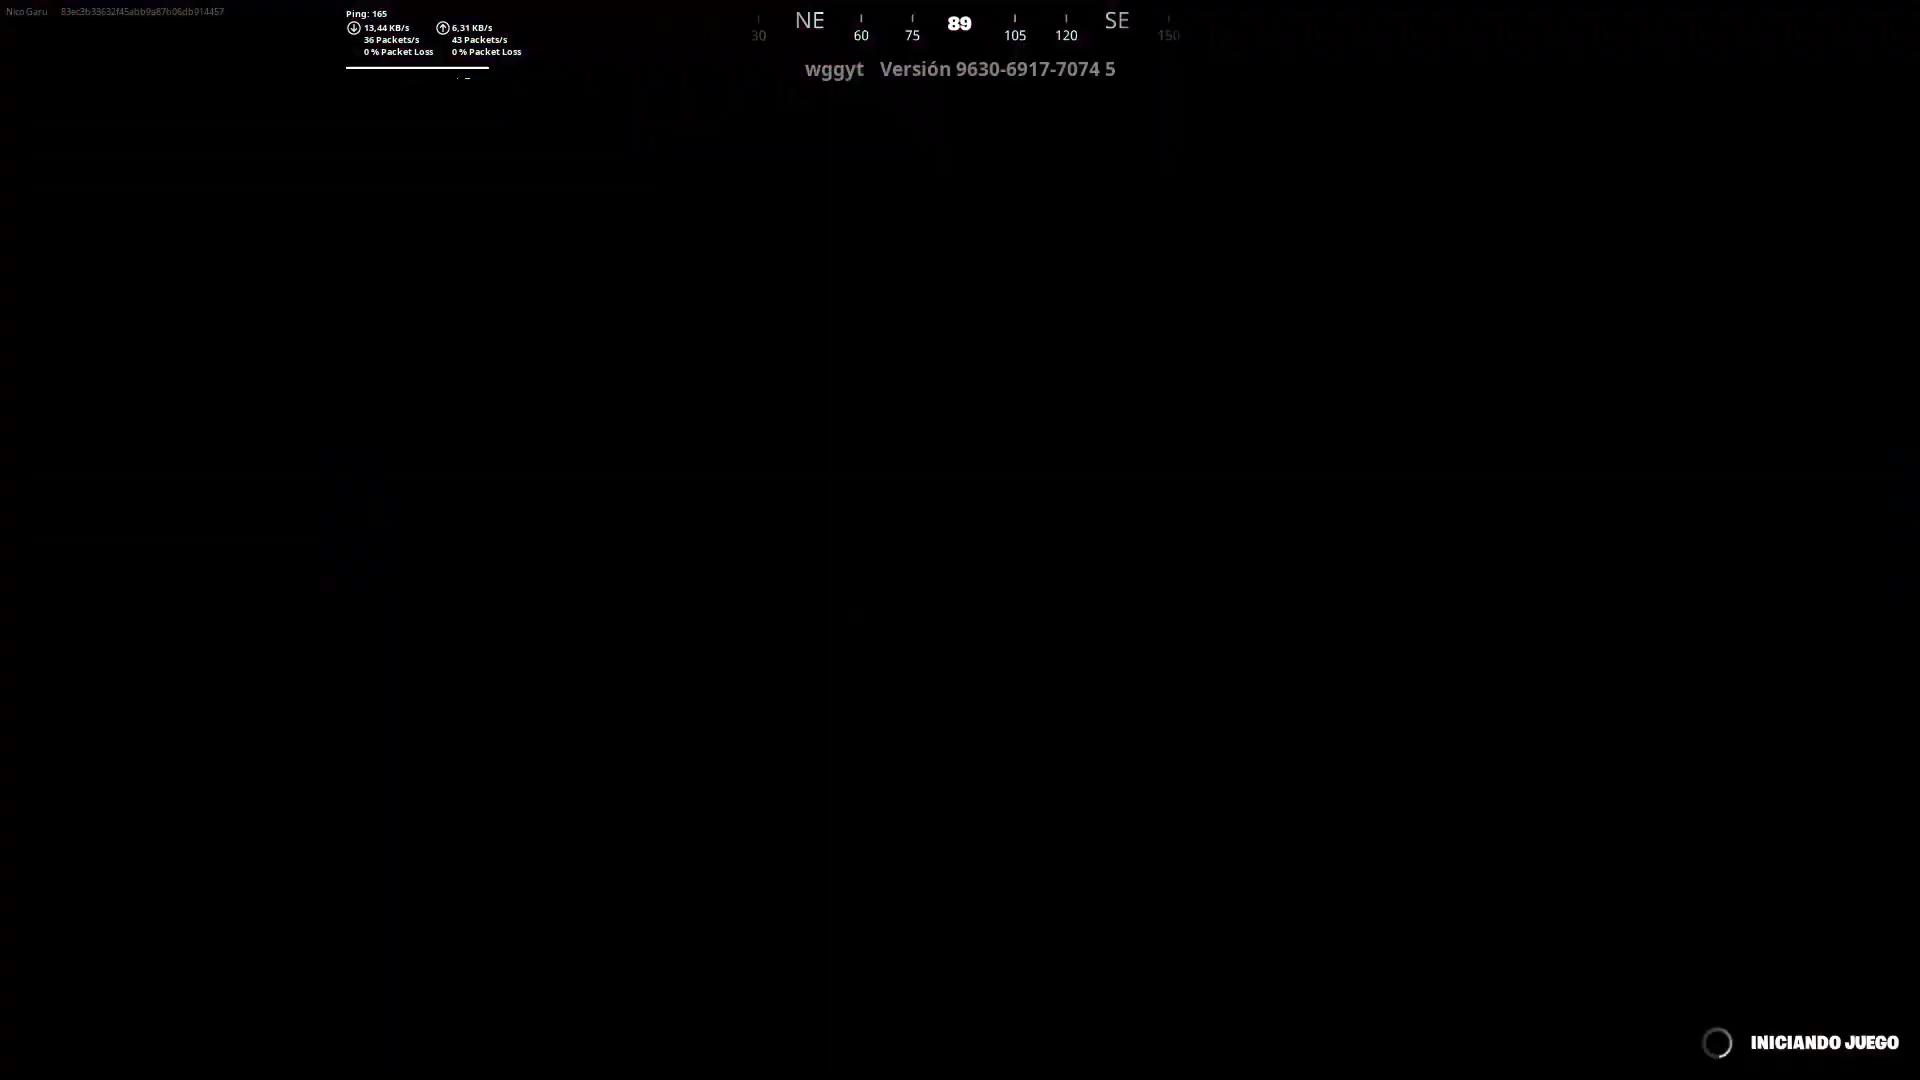 Nico Garu 83ec3b33632f45abb9a87b06db914457
Ping: 165
13,44 KB/s 6,31 KB/s
36 Packets/s 43 Packets/s
0 % Packet Loss 0 % Packet Loss
NE 89 SE
30 60 75 105 120 150
wggyt Versión 9630-6917-7074 5
INICIANDO JUEGO